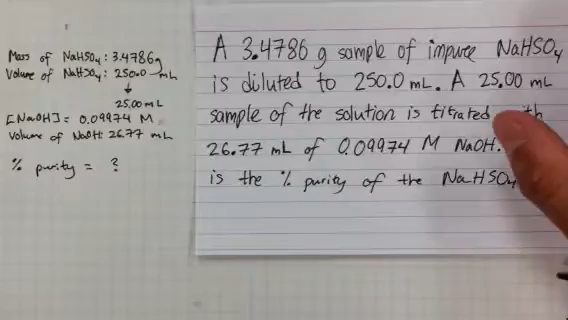 Mass of NaHSO4: 3.4786g
Volume of NaHSO4: 250.0 mL
↓
25.00 mL
[NaOH] = 0.09974 M
Volume of NaOH: 26.77 mL
% purity = ?
A 3.4786 g sample of impure NaHSO4
is diluted to 250.0 mL. A 25.00 mL
sample of the solution is titrated
26.77 mL of 0.09974 M NaOH.
is the % purity of the NaHSO4